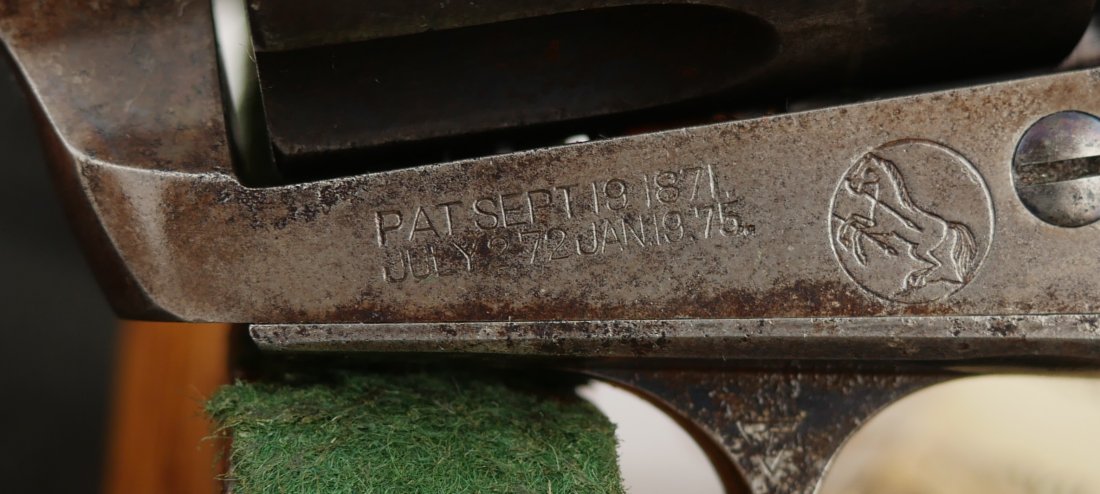 PAT SEPT. 19. 1871.
JULY 2. 72 JAN. 19. 75.